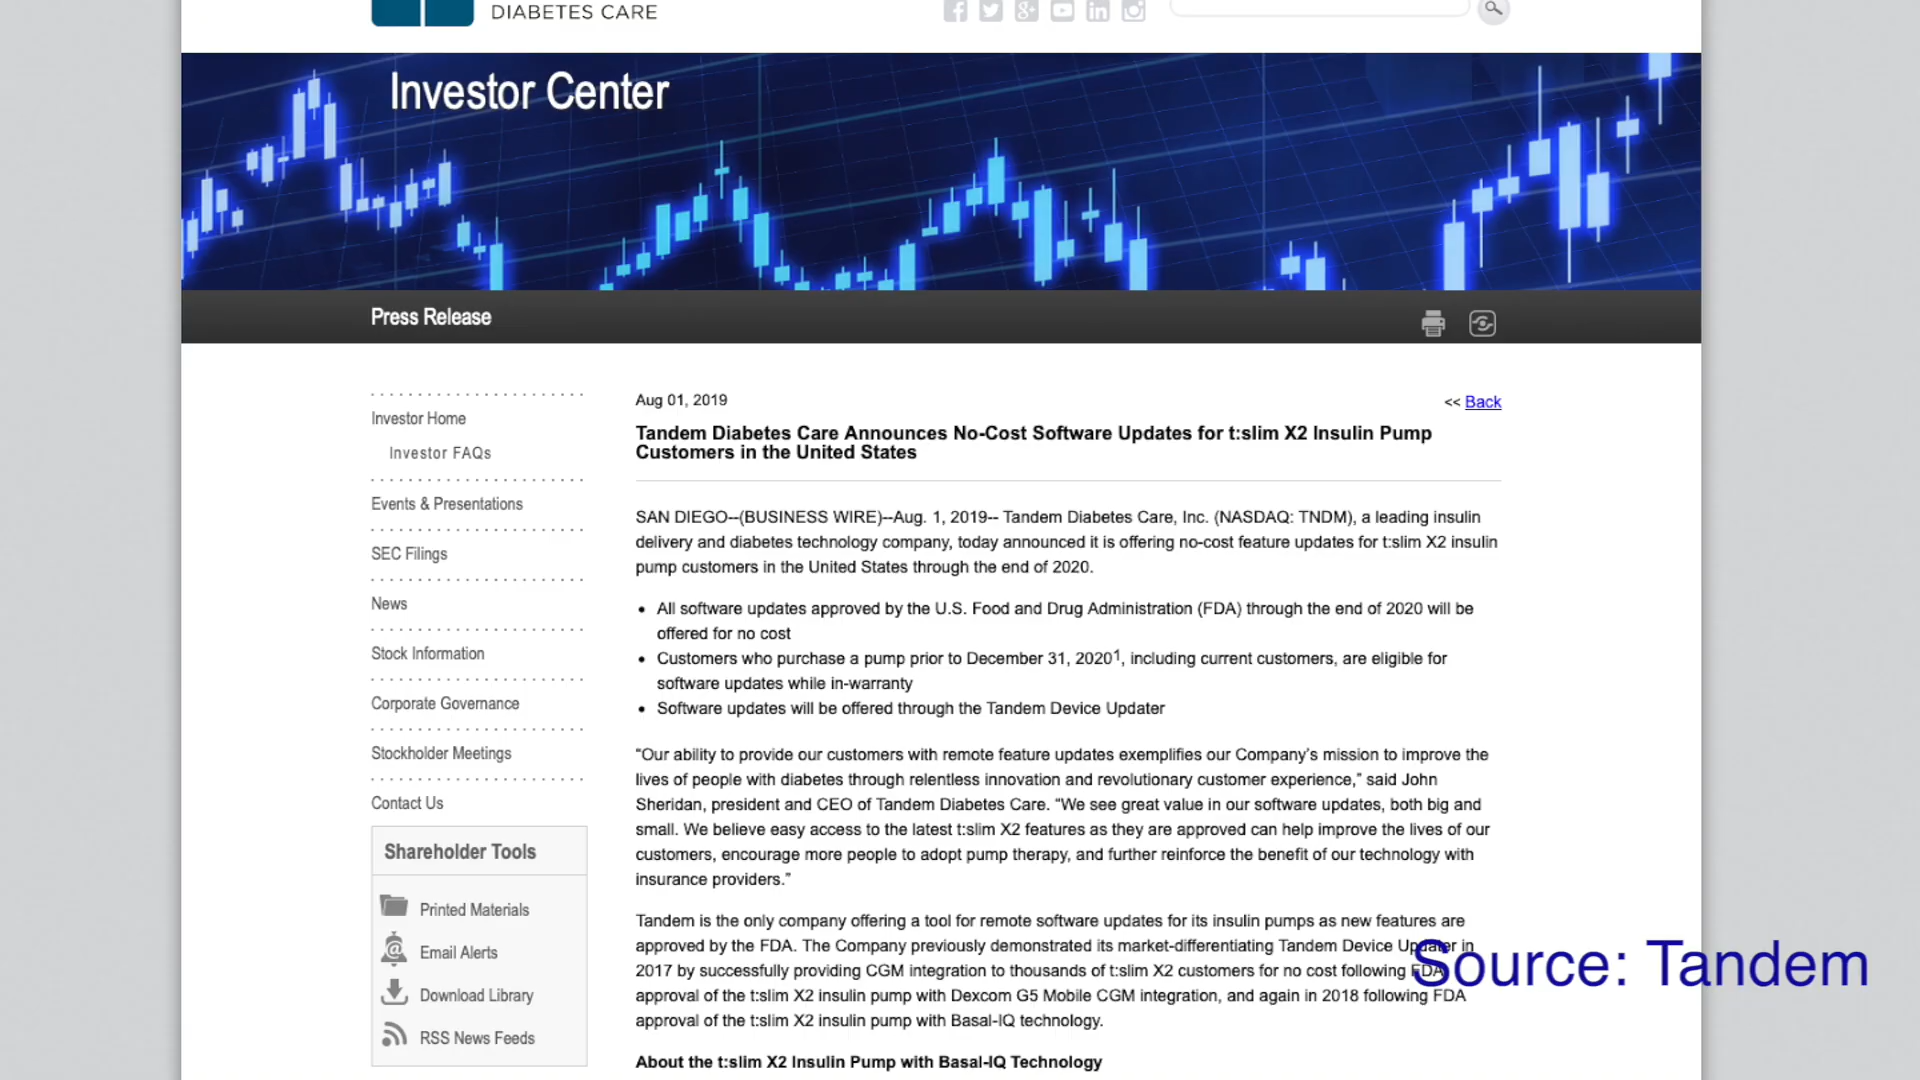 DIABETES CARE
Investor Center
Press Release
Investor Home
Investor FAQs
Events & Presentations
SEC Filings
News
Stock Information
Corporate Governance
Stockholder Meetings
Contact Us
Shareholder Tools
Printed Materials
Email Alerts
Download Library
RSS News Feeds
Aug 01, 2019
<< Back
Tandem Diabetes Care Announces No-Cost Software Updates for t:slim X2 Insulin Pump
Customers in the United States
SAN DIEGO--(BUSINESS WIRE)--Aug. 1, 2019-- Tandem Diabetes Care, Inc. (NASDAQ: TNDM), a leading insulin
delivery and diabetes technology company, today announced it is offering no-cost feature updates for t:slim X2 insulin
pump customers in the United States through the end of 2020.
• All software updates approved by the U.S. Food and Drug Administration (FDA) through the end of 2020 will be
offered for no cost
• Customers who purchase a pump prior to December 31, 2020¹, including current customers, are eligible for
software updates while in-warranty
• Software updates will be offered through the Tandem Device Updater
“Our ability to provide our customers with remote feature updates exemplifies our Company’s mission to improve the
lives of people with diabetes through relentless innovation and revolutionary customer experience,” said John
Sheridan, president and CEO of Tandem Diabetes Care. “We see great value in our software updates, both big and
small. We believe easy access to the latest t:slim X2 features as they are approved can help improve the lives of our
customers, encourage more people to adopt pump therapy, and further reinforce the benefit of our technology with
insurance providers.”
Tandem is the only company offering a tool for remote software updates for its insulin pumps as new features are
approved by the FDA. The Company previously demonstrated its market-differentiating Tandem Device Updater in
2017 by successfully providing CGM integration to thousands of t:slim X2 customers for no cost following FDA
approval of the t:slim X2 insulin pump with Dexcom G5 Mobile CGM integration, and again in 2018 following FDA
approval of the t:slim X2 insulin pump with Basal-IQ technology.
About the t:slim X2 Insulin Pump with Basal-IQ Technology
Source: Tandem